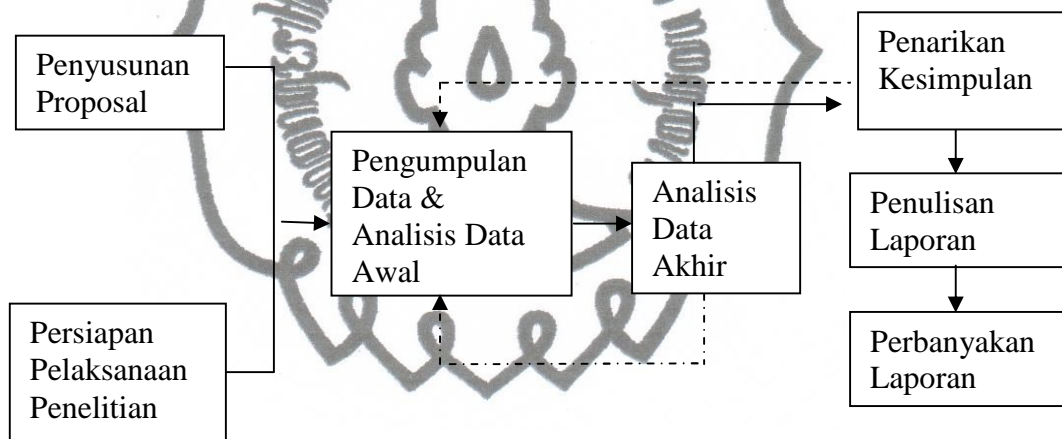 Penyusunan
Proposal
Persiapan
Pelaksanaan
Penelitian
Pengumpulan
Data &
Analisis Data
Awal
Analisis
Data
Akhir
Penarikan
Kesimpulan
Penulisan
Laporan
Perbanyakan
Laporan